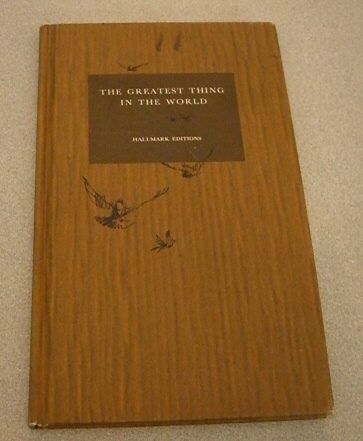 THE GREATEST THING
IN THE WORLD
HALLMARK EDITIONS